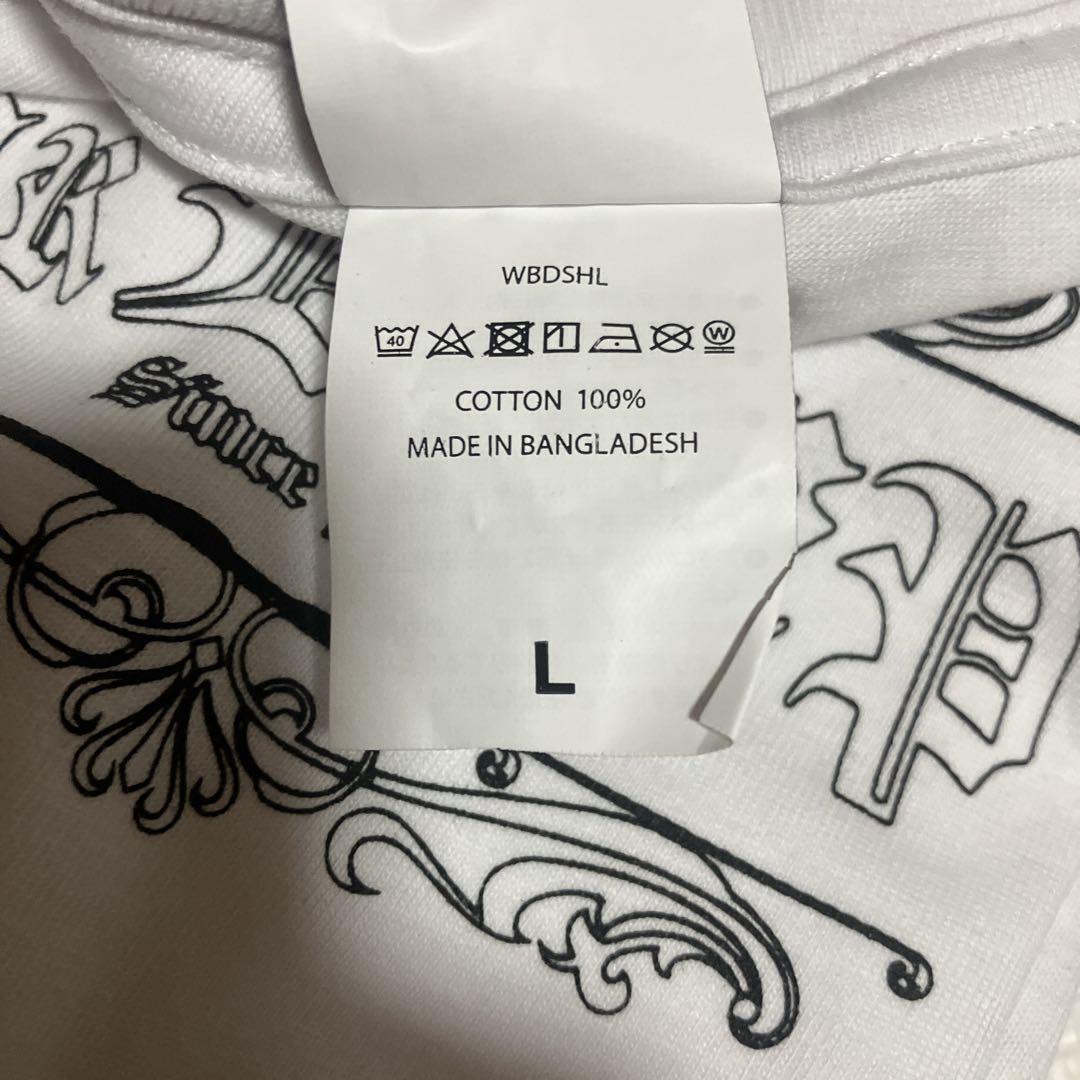 WBDSHL
40 W
COTTON 100%
MADE IN BANGLADESH
L
Since